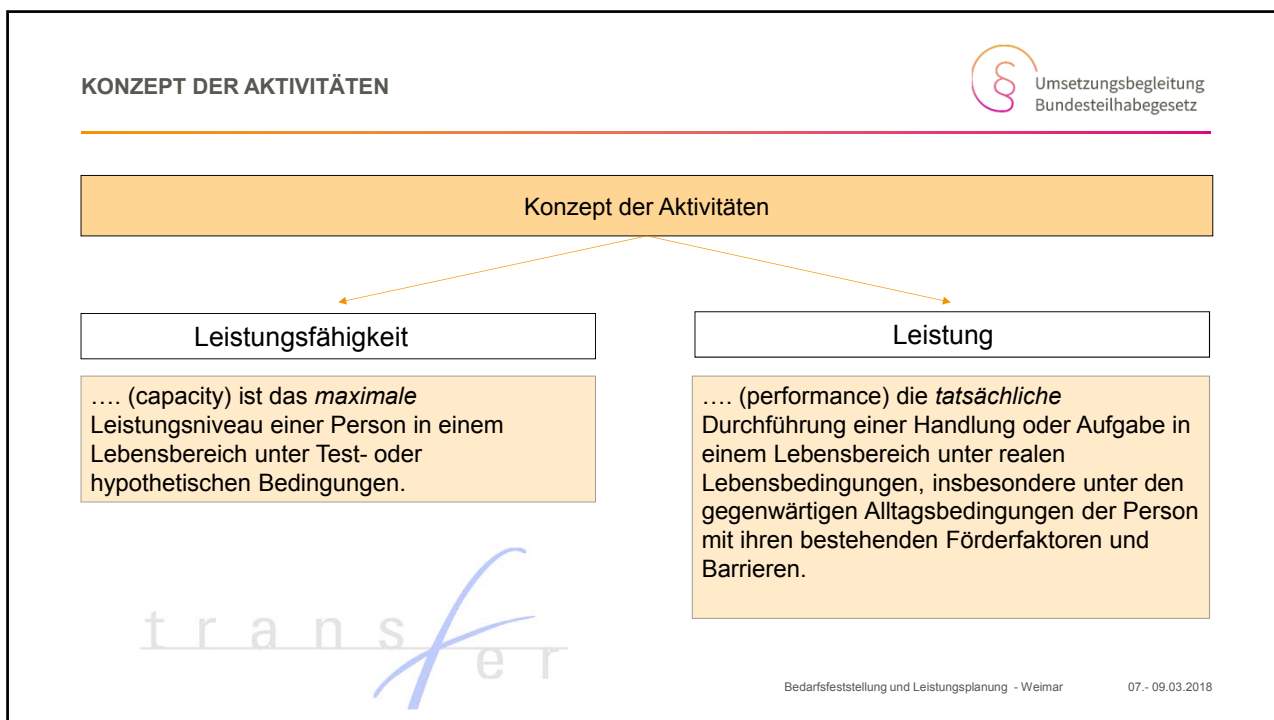 KONZEPT DER AKTIVITÄTEN
Umsetzungsbegleitung
Bundesteilhabegesetz
Konzept der Aktivitäten
Leistungsfähigkeit
…. (capacity) ist das maximale
Leistungsniveau einer Person in einem
Lebensbereich unter Test- oder
hypothetischen Bedingungen.
Leistung
…. (performance) die tatsächliche
Durchführung einer Handlung oder Aufgabe in
einem Lebensbereich unter realen
Lebensbedingungen, insbesondere unter den
gegenwärtigen Alltagsbedingungen der Person
mit ihren bestehenden Förderfaktoren und
Barrieren.
transfer
Bedarfsfeststellung und Leistungsplanung - Weimar 07.- 09.03.2018